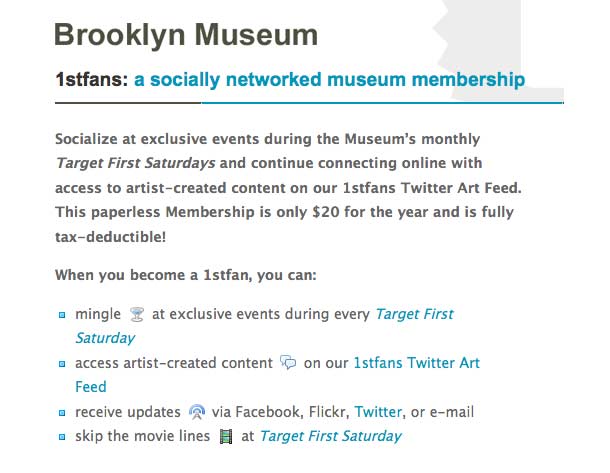 Brooklyn Museum
1stfans: a socially networked museum membership
Socialize at exclusive events during the Museum's monthly
Target First Saturdays and continue connecting online with
access to artist-created content on our 1stfans Twitter Art Feed.
This paperless Membership is only $20 for the year and is fully
tax-deductible!
When you become a 1stfan, you can:
mingle at exclusive events during every Target First
Saturday
access artist-created content on our 1stfans Twitter Art
Feed
receive updates via Facebook, Flickr, Twitter, or e-mail
skip the movie lines at Target First Saturday